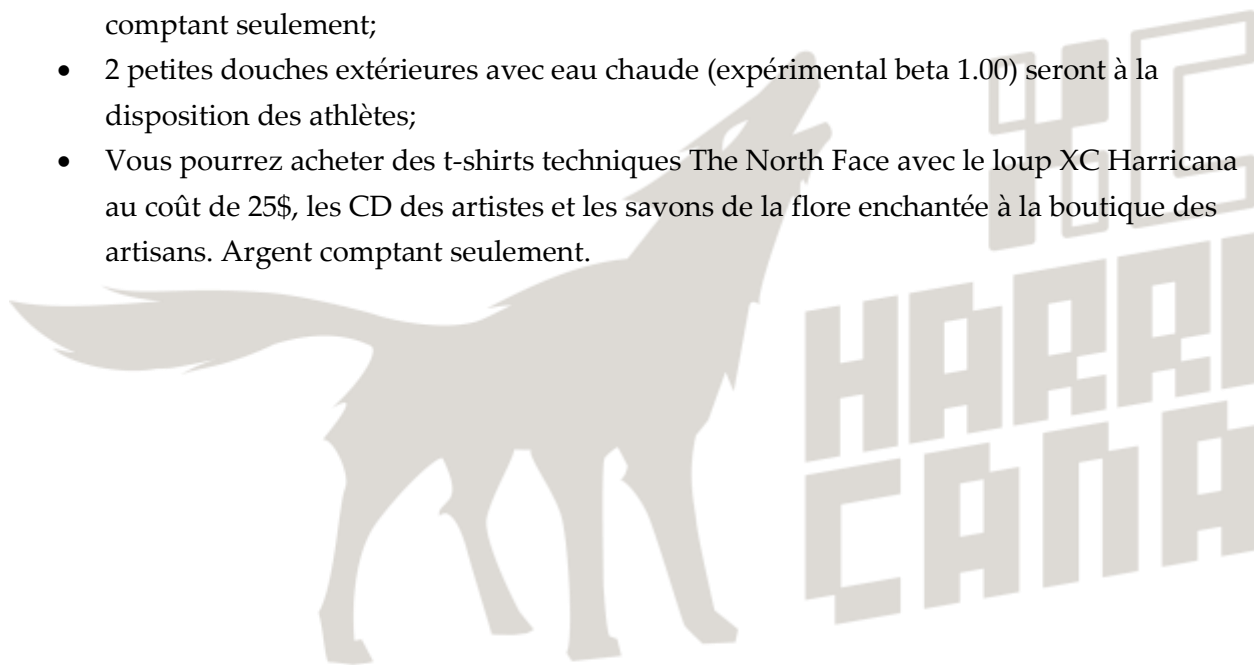 comptant seulement;
• 2 petites douches extérieures avec eau chaude (expérimental beta 1.00) seront à la
disposition des athlètes;
• Vous pourrez acheter des t-shirts techniques The North Face avec le loup XC Harricana
au coût de 25$, les CD des artistes et les savons de la flore enchantée à la boutique des
artisans. Argent comptant seulement.
XC
HARRI
CANA